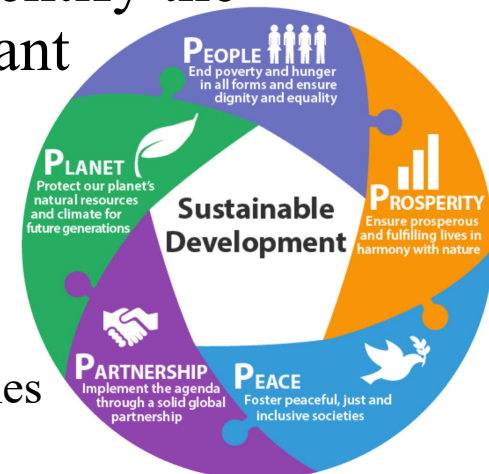 ant
PEOPLE
End poverty and hunger
in all forms and ensure
dignity and equality
PLANET
Protect our planet's
natural resources
and climate for
future generations
Sustainable
Development
PROSPERITY
Ensure prosperous
and fulfilling lives in
harmony with nature
PARTNERSHIP
Implement the agenda
through a solid global
partnership
PEACE
Foster peaceful, just and
inclusive societies
es